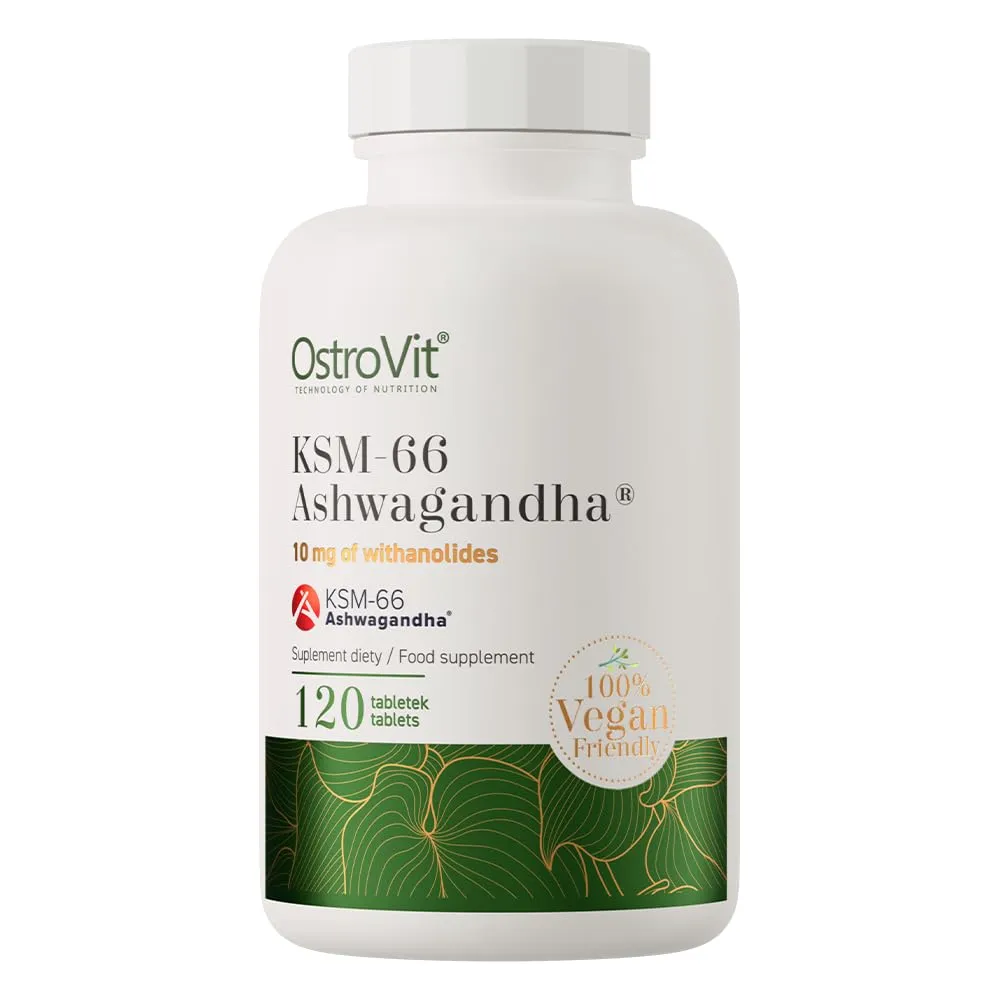 OstroVit®
TECHNOLOGY OF NUTRITION
KSM-66
Ashwagandha®
10 mg of withanolides
KSM-66
Ashwagandha®
Suplement diety / Food supplement
120 tabletek
tablets
100%
Vegan
Friendly